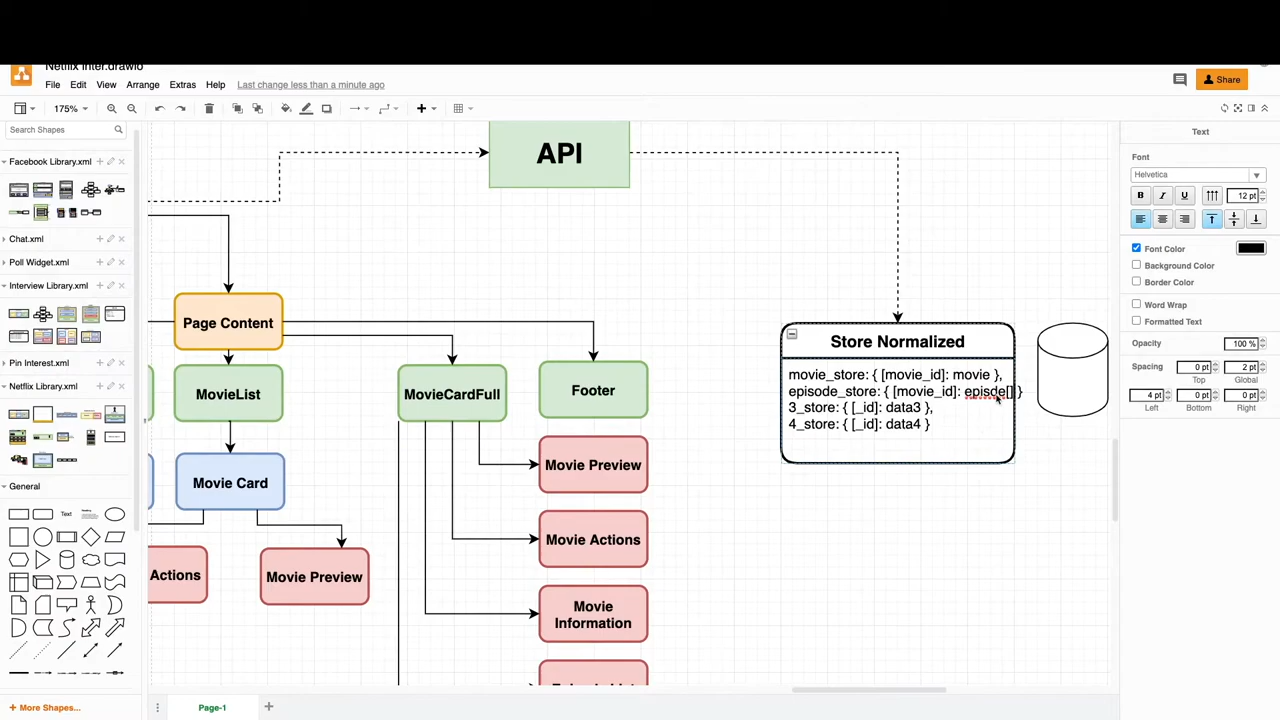 Netflix Inter.drawio
File Edit View Arrange Extras Help Last change less than a minute ago
Share
175%
Search Shapes
Facebook Library.xml
Chat.xml
Poll Widget.xml
Interview Library.xml
Pin Interest.xml
Netflix Library.xml
General
Text
Heading
More Shapes...
API
Page Content
MovieList
MovieCardFull
Footer
Movie Card
Movie Preview
Movie Actions
Actions
Movie Preview
Movie
Information
Store Normalized
movie_store: { [movie_id]: movie },
episode_store: { [movie_id]: episde[] }
3_store: { [_id]: data3 },
4_store: { [_id]: data4 }
Text
Font
Helvetica
B I U 12 pt
Font Color
Background Color
Border Color
Word Wrap
Formatted Text
Opacity 100 %
Spacing 0 pt 2 pt
Top Global
4 pt 0 pt 0 pt
Left Bottom Right
Page-1